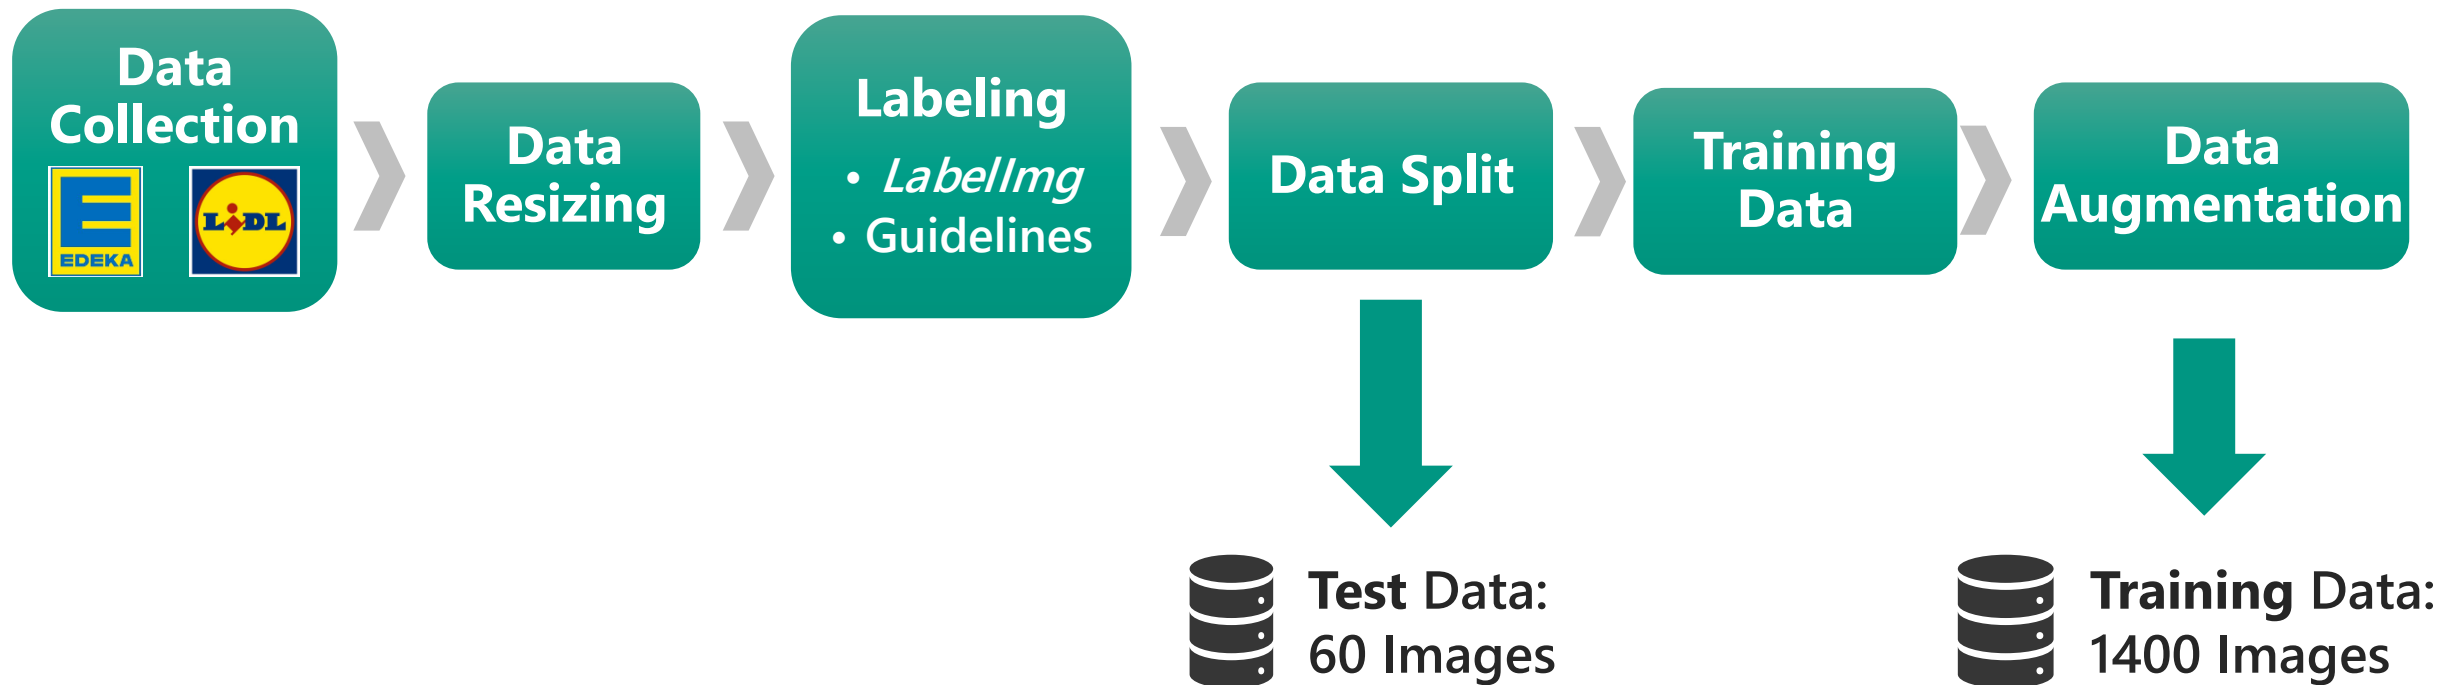 Data
Collection
EDEKA
LIDL
Data
Resizing
Labeling
• LabelImg
• Guidelines
Data Split
Training
Data
Data
Augmentation
Test Data:
60 Images
Training Data:
1400 Images